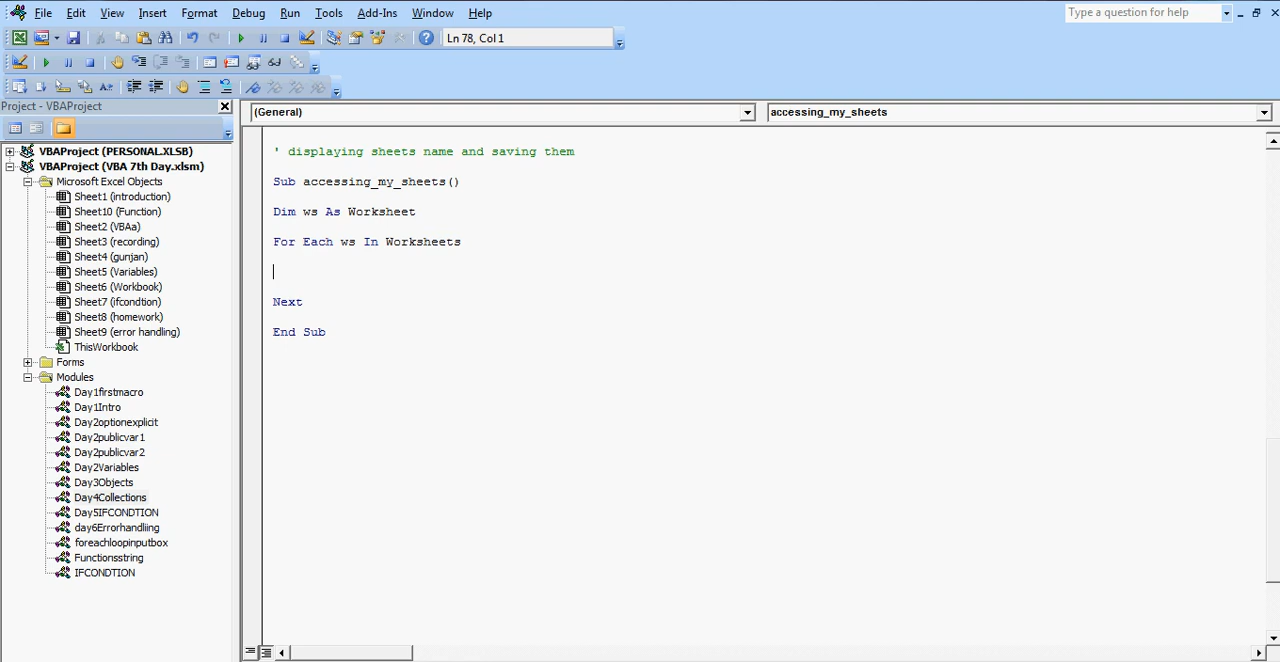 File Edit View Insert Format Debug Run Tools Add-Ins Window Help Type a question for help
Ln 78, Col 1
Project - VBAProject
(General) accessing_my_sheets
VBAProject (PERSONAL.XLSB)
VBAProject (VBA 7th Day.xlsm)
Microsoft Excel Objects
Sheet1 (introduction)
Sheet10 (Function)
Sheet2 (VBAa)
Sheet3 (recording)
Sheet4 (gunjan)
Sheet5 (Variables)
Sheet6 (Workbook)
Sheet7 (ifcondtion)
Sheet8 (homework)
Sheet9 (error handling)
ThisWorkbook
Forms
Modules
Day1firstmacro
Day1Intro
Day2optionexplicit
Day2publicvar1
Day2publicvar2
Day2Variables
Day3Objects
Day4Collections
Day5IFCONDTION
day6Errorhandliing
foreachloopinputbox
Functionsstring
IFCONDTION
' displaying sheets name and saving them
Sub accessing_my_sheets()
Dim ws As Worksheet
For Each ws In Worksheets
Next
End Sub